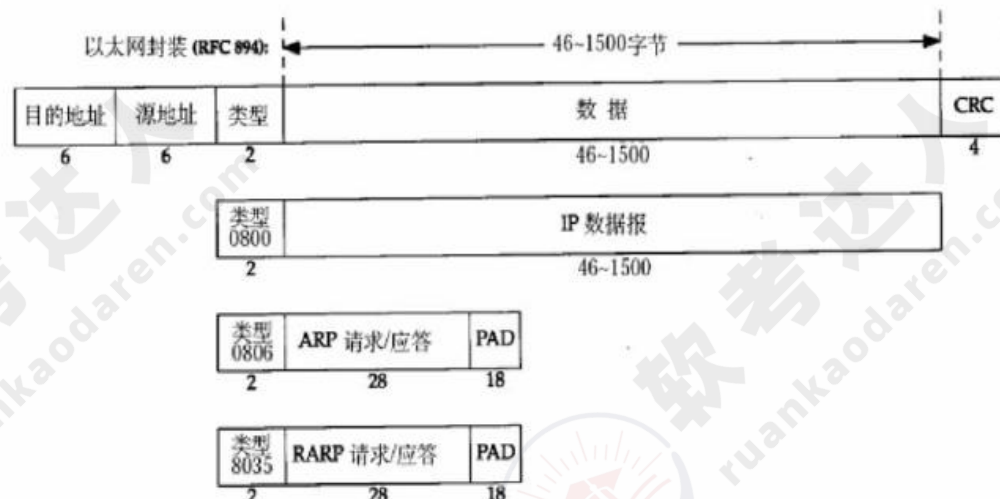 以太网封装 (RFC 894):
46~1500字节
目的地址 源地址 类型 数 据 CRC
6 6 2 46~1500 4
类型
0800 IP 数据报
2 46~1500
类型
0806 ARP 请求/应答 PAD
2 28 18
类型
8035 RARP 请求/应答 PAD
2 28 18
软考达人
ruankaodaren.com
软考达人
ruankaodaren.com